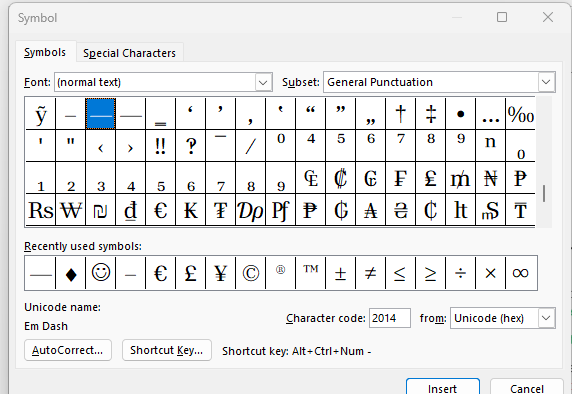 Symbol
Symbols Special Characters
Font: (normal text) Subset: General Punctuation
ỹ – — ― ‗ ‘ ’ ‚ ‛ “ ” „ † ‡ • … ‰
′ ″ ‹ › ‼ ‽ ‾ ⁄ ⁰ ⁴ ⁵ ⁶ ⁷ ⁸ ⁹ ⁿ ₀
₁ ₂ ₃ ₄ ₅ ₆ ₇ ₈ ₉ ₠ ₡ ₢ ₣ ₤ ₥ ₦ ₱
₨ ₩ ₪ ₫ € ₭ ₮ ₯ ₰ ₱ ₲ ₳ ₴ ₵ ₶ ₷ ₸
Recently used symbols:
— ♦ ☺ – € £ ¥ © ® ™ ± ≠ ≤ ≥ ÷ × ∞
Unicode name:
Em Dash
Character code: 2014 from: Unicode (hex)
AutoCorrect... Shortcut Key... Shortcut key: Alt+Ctrl+Num -
Insert Cancel